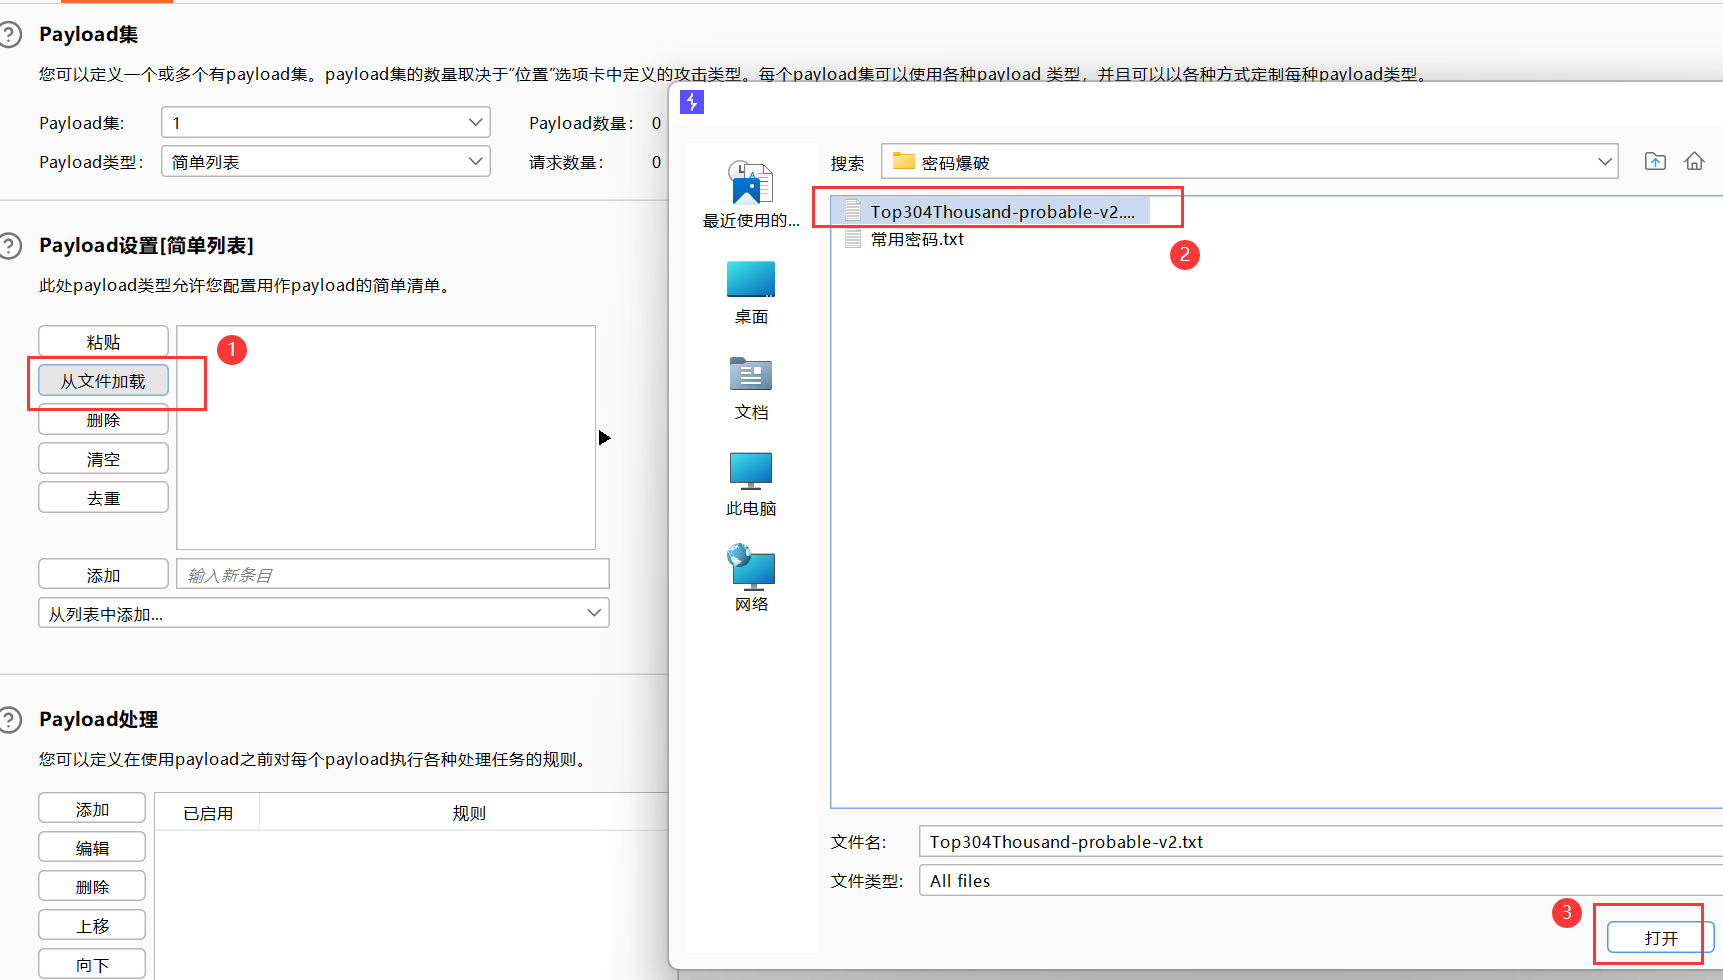 Payload集
您可以定义一个或多个有payload集。payload集的数量取决于“位置”选项卡中定义的攻击类型。每个payload集可以使用各种payload 类型，并且可以以各种方式定制每种payload类型。
Payload集:
1
Payload数量：
0
Payload类型：
简单列表
请求数量：
0
Payload设置[简单列表]
此处payload类型允许您配置用作payload的简单清单。
粘贴
1
从文件加载
删除
清空
去重
添加
输入新条目
从列表中添加...
Payload处理
您可以定义在使用payload之前对每个payload执行各种处理任务的规则。
添加
已启用
规则
编辑
删除
上移
向下
搜索
密码爆破
最近使用的...
桌面
文档
此电脑
网络
Top304Thousand-probable-v2....
常用密码.txt
2
文件名:
Top304Thousand-probable-v2.txt
文件类型:
All files
3
打开